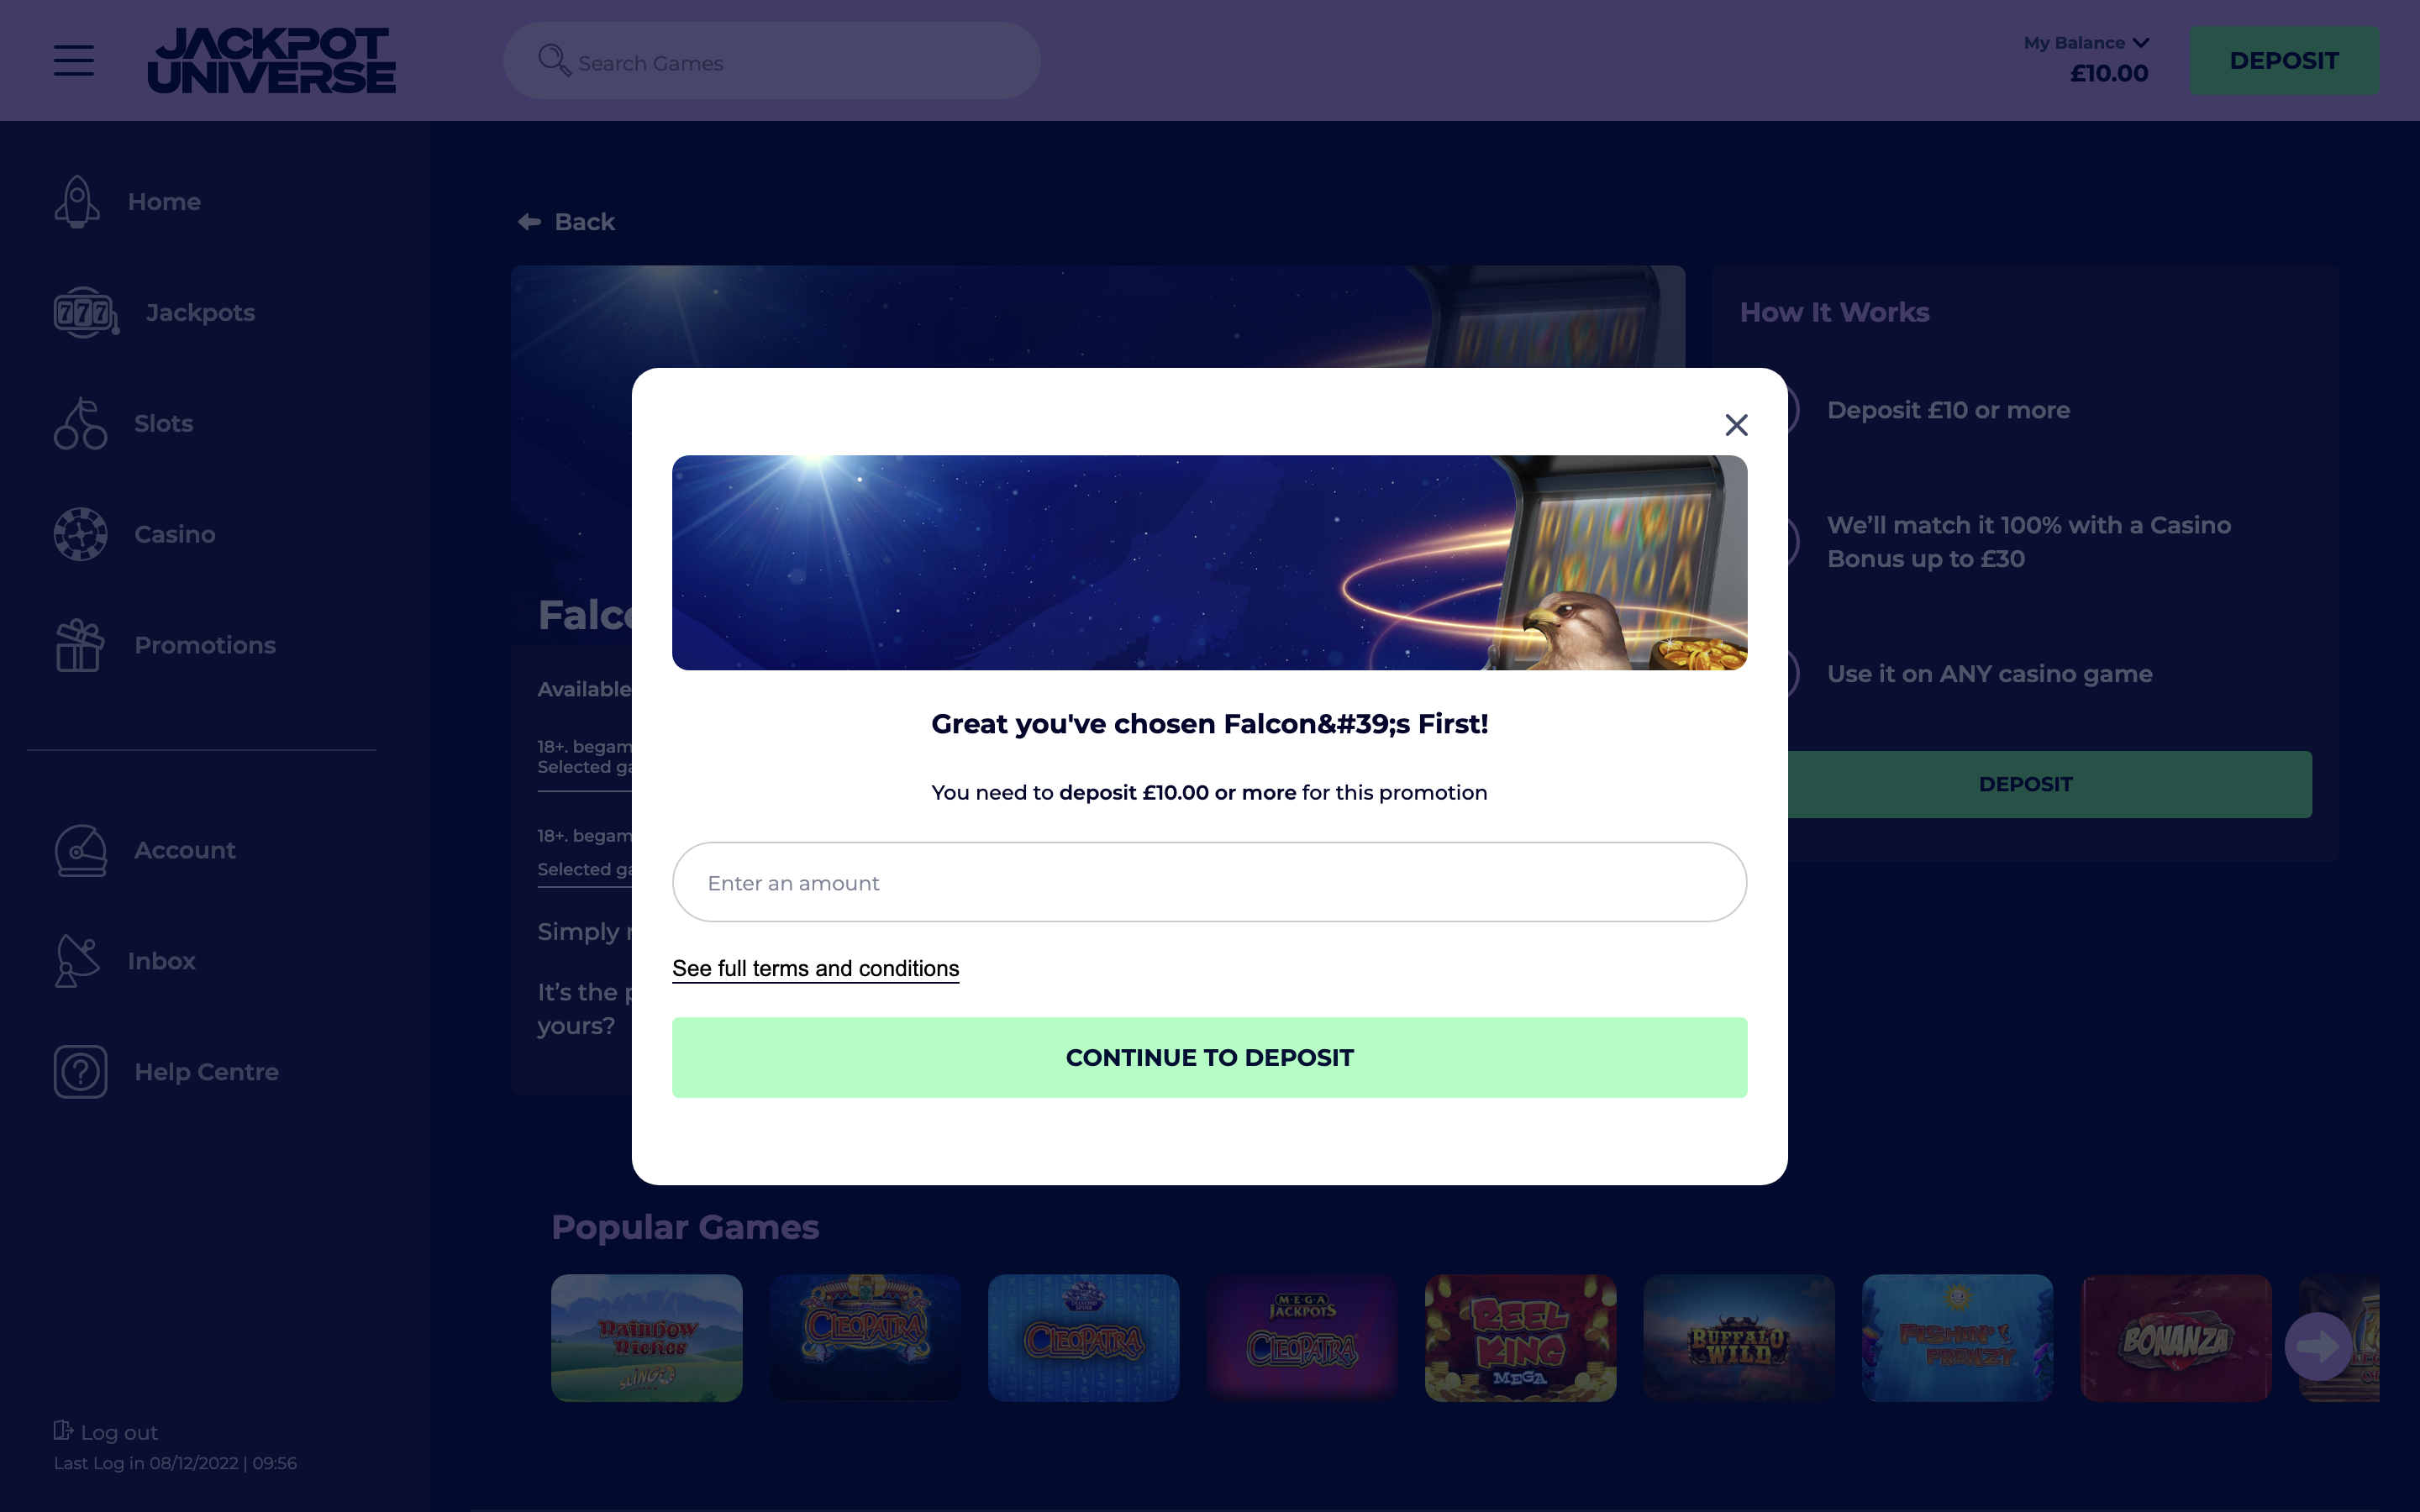 JACKPOT
UNIVERSE
Search Games
My Balance
£10.00
DEPOSIT
Home
Jackpots
Slots
Casino
Promotions
Account
Inbox
Help Centre
Log out
Last Log in 08/12/2022 | 09:56
Back
Available
18+. begam
Selected
18+. begam
Selected
Simply
It's the
yours?
How It Works
Deposit £10 or more
We'll match it 100% with a Casino
Bonus up to £30
Use it on ANY casino game
DEPOSIT
Great you've chosen Falcon&#39;s First!
You need to deposit £10.00 or more for this promotion
Enter an amount
See full terms and conditions
CONTINUE TO DEPOSIT
Popular Games
Rainbow
Riches
SLINGO
CLEOPATRA
CLEOPATRA
MEGA
JACKPOTS
CLEOPATRA
REEL
KING
MEGA
BUFFALO
WILD
FISHIN'
FRENZY
BONANZA